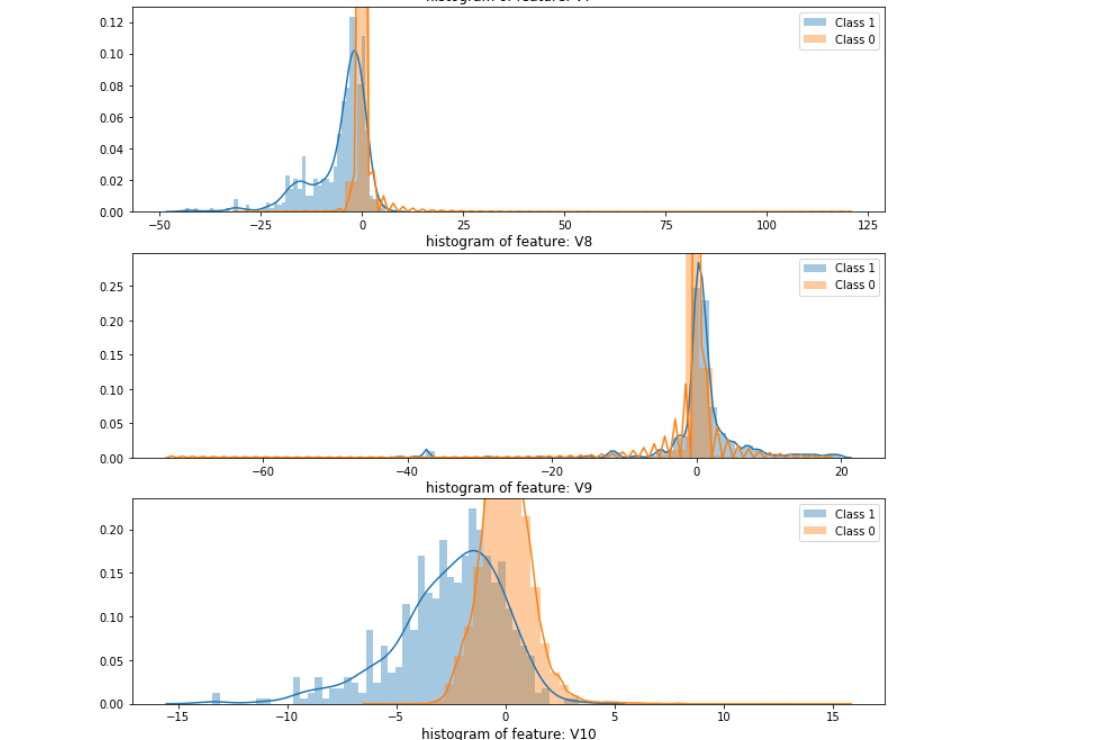 histogram of feature: V7
0.12
0.10
0.08
0.06
0.04
0.02
0.00
Class 1
Class 0
−50 −25 0 25 50 75 100 125
histogram of feature: V8
0.25
0.20
0.15
0.10
0.05
0.00
Class 1
Class 0
−60 −40 −20 0 20
histogram of feature: V9
0.20
0.15
0.10
0.05
0.00
Class 1
Class 0
−15 −10 −5 0 5 10 15
histogram of feature: V10